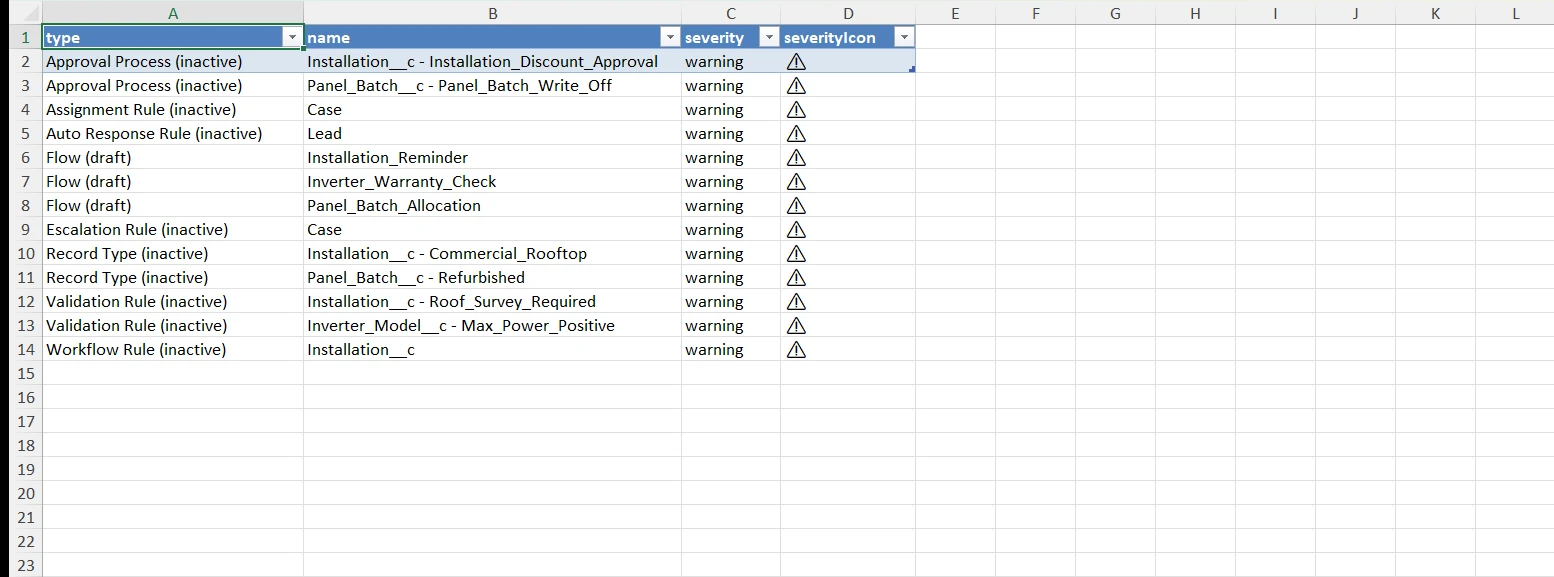 A B C D E F G H I J K L
1 type name severity severityIcon
2 Approval Process (inactive) Installation__c - Installation_Discount_Approval warning ⚠
3 Approval Process (inactive) Panel_Batch__c - Panel_Batch_Write_Off warning ⚠
4 Assignment Rule (inactive) Case warning ⚠
5 Auto Response Rule (inactive) Lead warning ⚠
6 Flow (draft) Installation_Reminder warning ⚠
7 Flow (draft) Inverter_Warranty_Check warning ⚠
8 Flow (draft) Panel_Batch_Allocation warning ⚠
9 Escalation Rule (inactive) Case warning ⚠
10 Record Type (inactive) Installation__c - Commercial_Rooftop warning ⚠
11 Record Type (inactive) Panel_Batch__c - Refurbished warning ⚠
12 Validation Rule (inactive) Installation__c - Roof_Survey_Required warning ⚠
13 Validation Rule (inactive) Inverter_Model__c - Max_Power_Positive warning ⚠
14 Workflow Rule (inactive) Installation__c warning ⚠
15
16
17
18
19
20
21
22
23